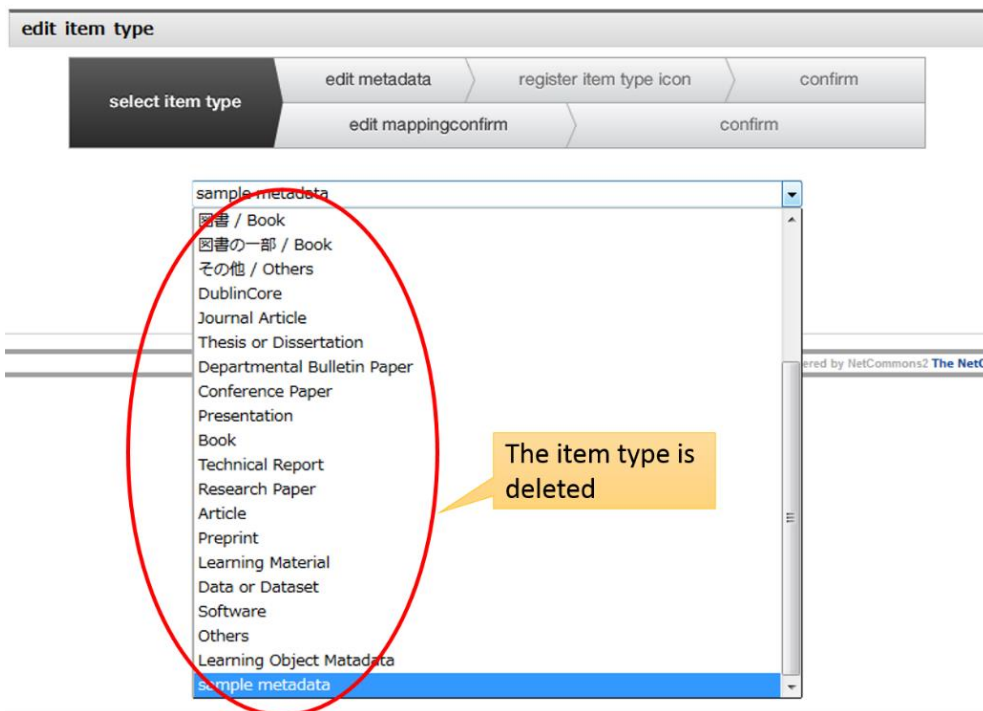 edit item type
select item type
edit metadata
register item type icon
confirm
edit mappingconfirm
confirm
sample metadata
図書 / Book
図書の一部 / Book
その他 / Others
DublinCore
Journal Article
Thesis or Dissertation
Departmental Bulletin Paper
Conference Paper
Presentation
Book
Technical Report
Research Paper
Article
Preprint
Learning Material
Data or Dataset
Software
Others
Learning Object Matadata
sample metadata
ered by NetCommons2 The NetC
The item type is
deleted